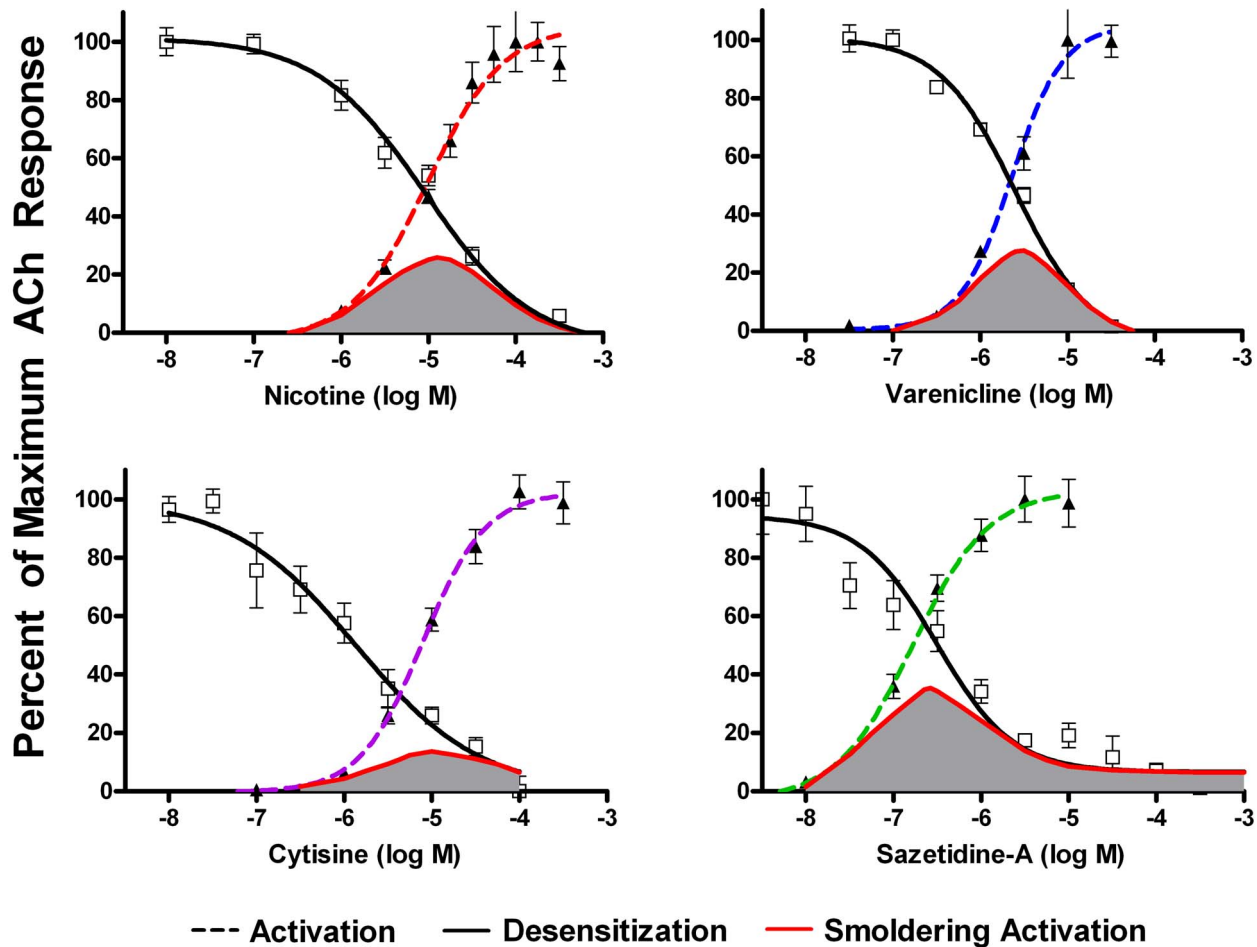 Percent of Maximum ACh Response
100
80
60
40
20
0
-8 -7 -6 -5 -4 -3
Nicotine (log M)
100
80
60
40
20
0
-8 -7 -6 -5 -4 -3
Varenicline (log M)
100
80
60
40
20
0
-8 -7 -6 -5 -4 -3
Cytisine (log M)
100
80
60
40
20
0
-8 -7 -6 -5 -4 -3
Sazetidine-A (log M)
Activation Desensitization Smoldering Activation